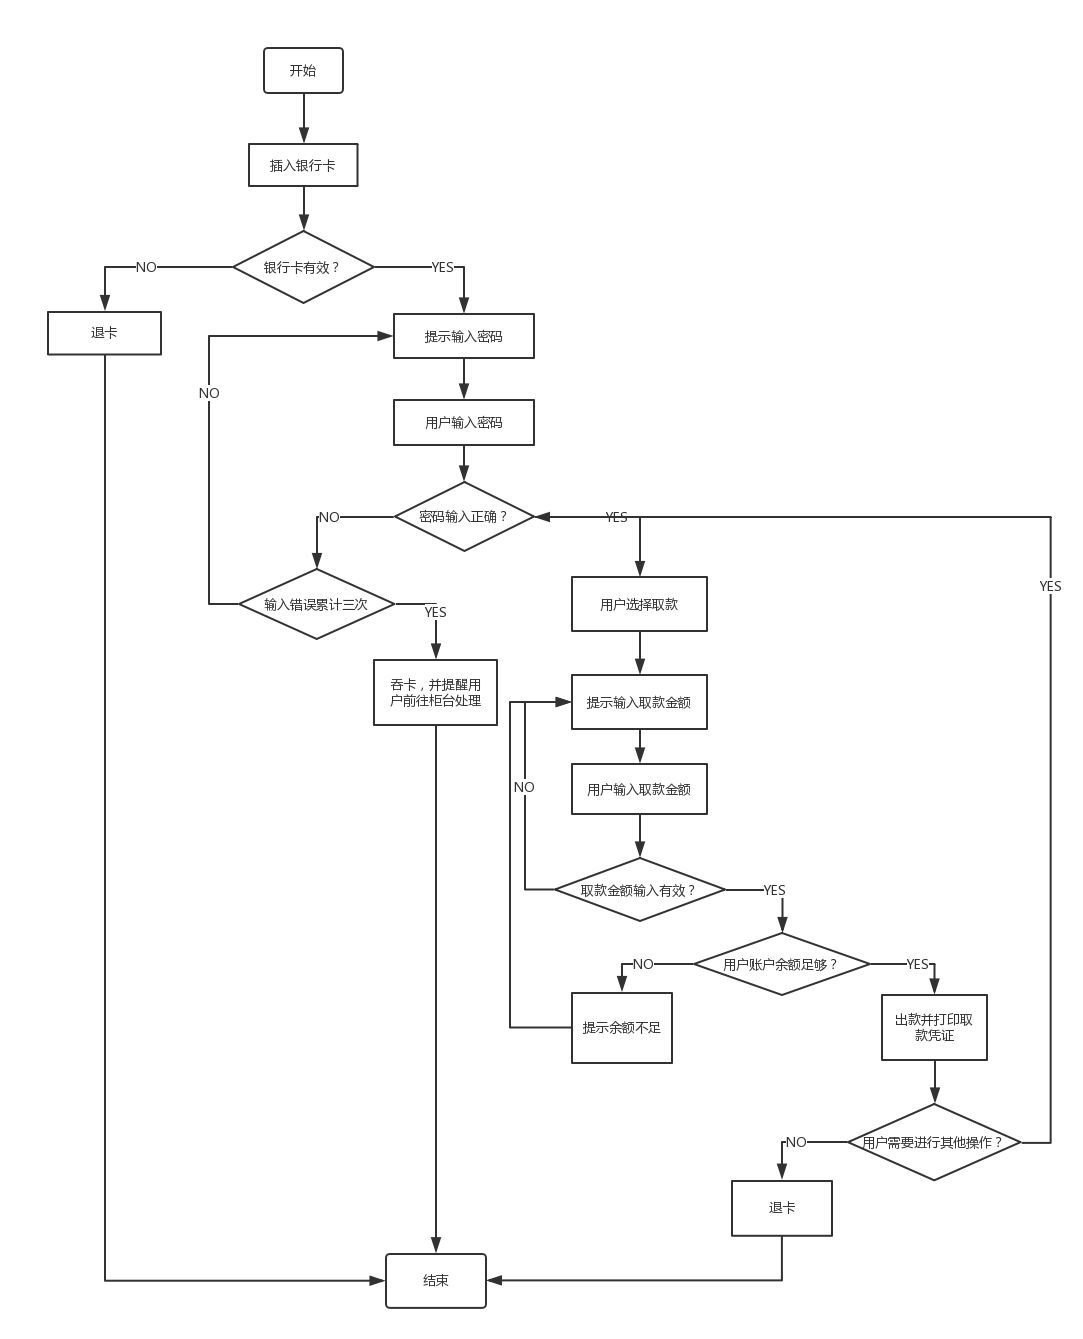 开始
插入银行卡
银行卡有效？
NO
YES
退卡
提示输入密码
NO
用户输入密码
密码输入正确？
NO
YES
输入错误累计三次
YES
用户选择取款
YES
吞卡，并提醒用
户前往柜台处理
提示输入取款金额
NO
用户输入取款金额
取款金额输入有效？
YES
用户账户余额足够？
NO
YES
提示余额不足
出款并打印取
款凭证
用户需要进行其他操作？
NO
退卡
结束